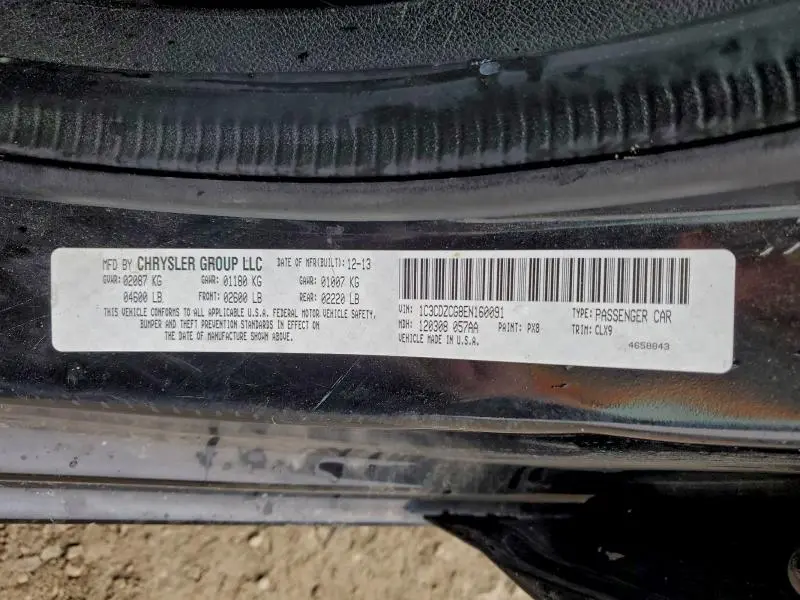 MFD BY CHRYSLER GROUP LLC DATE OF MFR(BUILT): 12-13
GVWR: 02087 KG GAWR: 01180 KG GAWR: 01007 KG
04600 LB FRONT: 02600 LB REAR: 02220 LB
THIS VEHICLE CONFORMS TO ALL APPLICABLE U.S.A. FEDERAL MOTOR VEHICLE SAFETY,
BUMPER AND THEFT PREVENTION STANDARDS IN EFFECT ON
THE DATE OF MANUFACTURE SHOWN ABOVE.
VIN: 1C3CDZCG8EN160091 TYPE: PASSENGER CAR
MDH: 120308 057AA PAINT: PX8 TRIM: CLX9
VEHICLE MADE IN U.S.A. 4658843